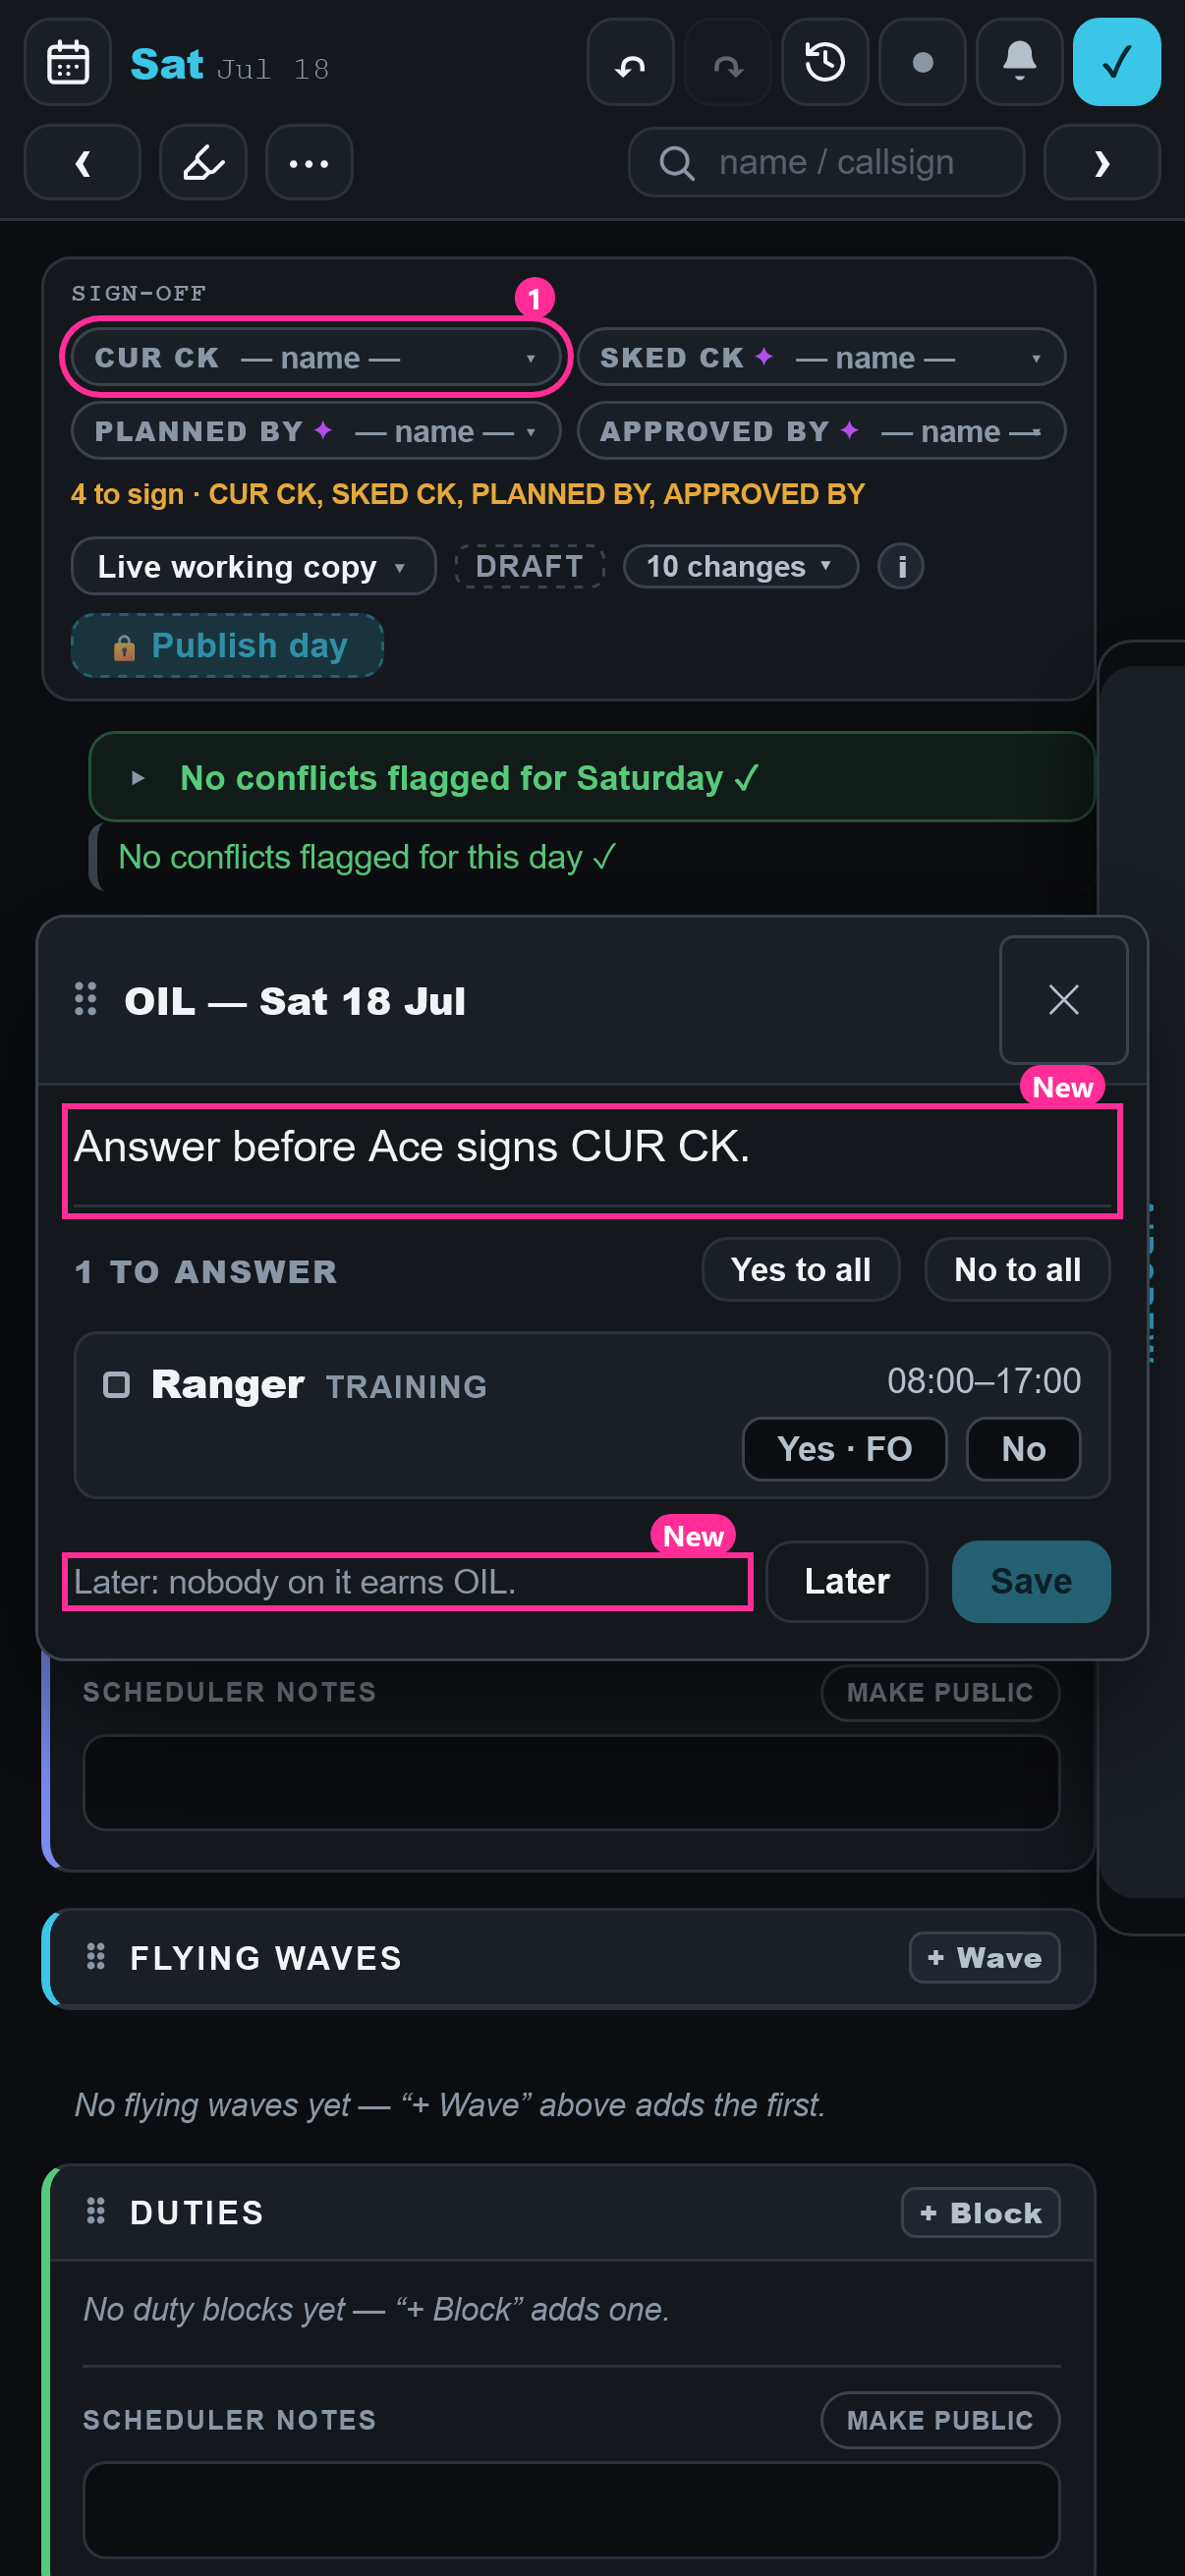 Sat Jul 18
name / callsign
SIGN-OFF
1
CUR CK — name —
SKED CK ✦ — name —
PLANNED BY ✦ — name —
APPROVED BY ✦ — name —
4 to sign · CUR CK, SKED CK, PLANNED BY, APPROVED BY
Live working copy
DRAFT
10 changes
i
Publish day
No conflicts flagged for Saturday ✓
No conflicts flagged for this day ✓
OIL — Sat 18 Jul
New
Answer before Ace signs CUR CK.
1 TO ANSWER
Yes to all
No to all
Ranger TRAINING
08:00–17:00
Yes · FO
No
New
Later: nobody on it earns OIL.
Later
Save
SCHEDULER NOTES
MAKE PUBLIC
FLYING WAVES
+ Wave
No flying waves yet — “+ Wave” above adds the first.
DUTIES
+ Block
No duty blocks yet — “+ Block” adds one.
SCHEDULER NOTES
MAKE PUBLIC